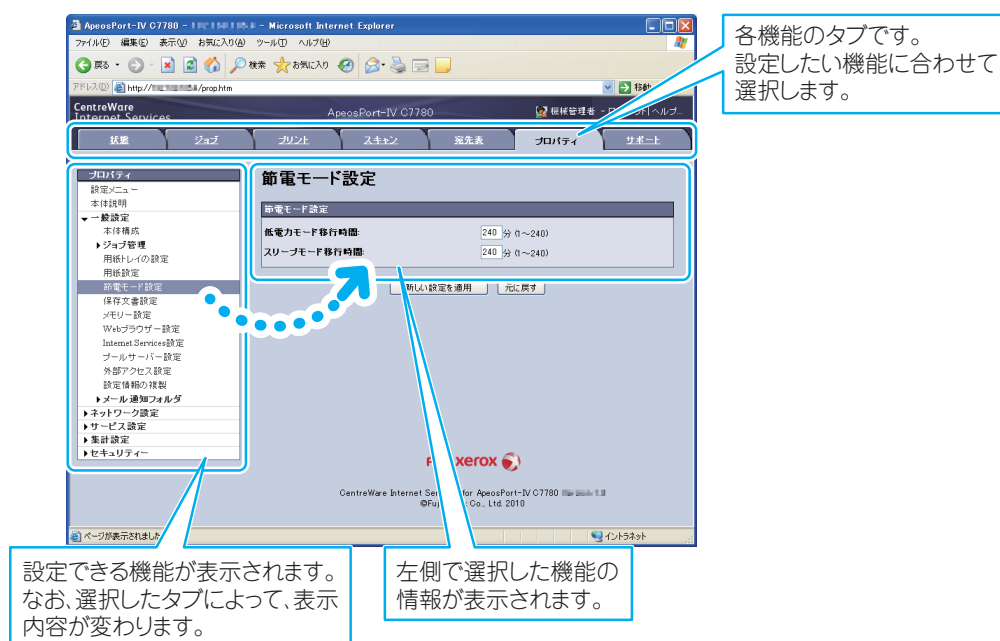 ApeosPort-IV C7780 - - Microsoft Internet Explorer
ファイル(F) 編集(E) 表示(V) お気に入り(A) ツール(T) ヘルプ(H)
戻る 検索 お気に入り
アドレス(D) http:// /prop.htm 移動
CentreWare
Internet Services
ApeosPort-IV C7780
機械管理者 ヘルプ...
状態 ジョブ プリント スキャン 宛先表 プロパティ サポート
各機能のタブです。
設定したい機能に合わせて
選択します。
プロパティ
設定メニュー
本体説明
一般設定
本体構成
ジョブ管理
用紙トレイの設定
用紙設定
節電モード設定
保存文書設定
メモリー設定
Webブラウザー設定
Internet Services設定
プールサーバー設定
外部アクセス設定
設定情報の複製
メール通知フォルダ
ネットワーク設定
サービス設定
集計設定
セキュリティー
節電モード設定
節電モード設定
低電力モード移行時間: 240 分 (1～240)
スリープモード移行時間: 240 分 (1～240)
新しい設定を適用 元に戻す
xerox
CentreWare Internet for ApeosPort-IV C7780
Co., Ltd. 2010
ページが表示されました イントラネット
設定できる機能が表示されます。
なお、選択したタブによって、表示
内容が変わります。
左側で選択した機能の
情報が表示されます。